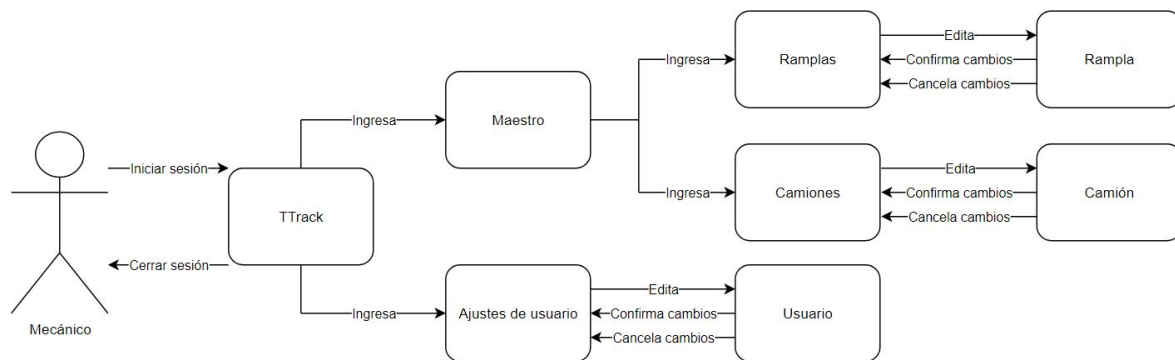 Edita
Ramplas
Rampla
Ingresa
Confirma cambios
Cancela cambios
Ingresa
Maestro
Iniciar sesión
Edita
Ingresa
Camiones
Confirma cambios
Camión
TTrack
Cancela cambios
Cerrar sesión
Edita
Ingresa
Ajustes de usuario
Confirma cambios
Usuario
Mecánico
Cancela cambios